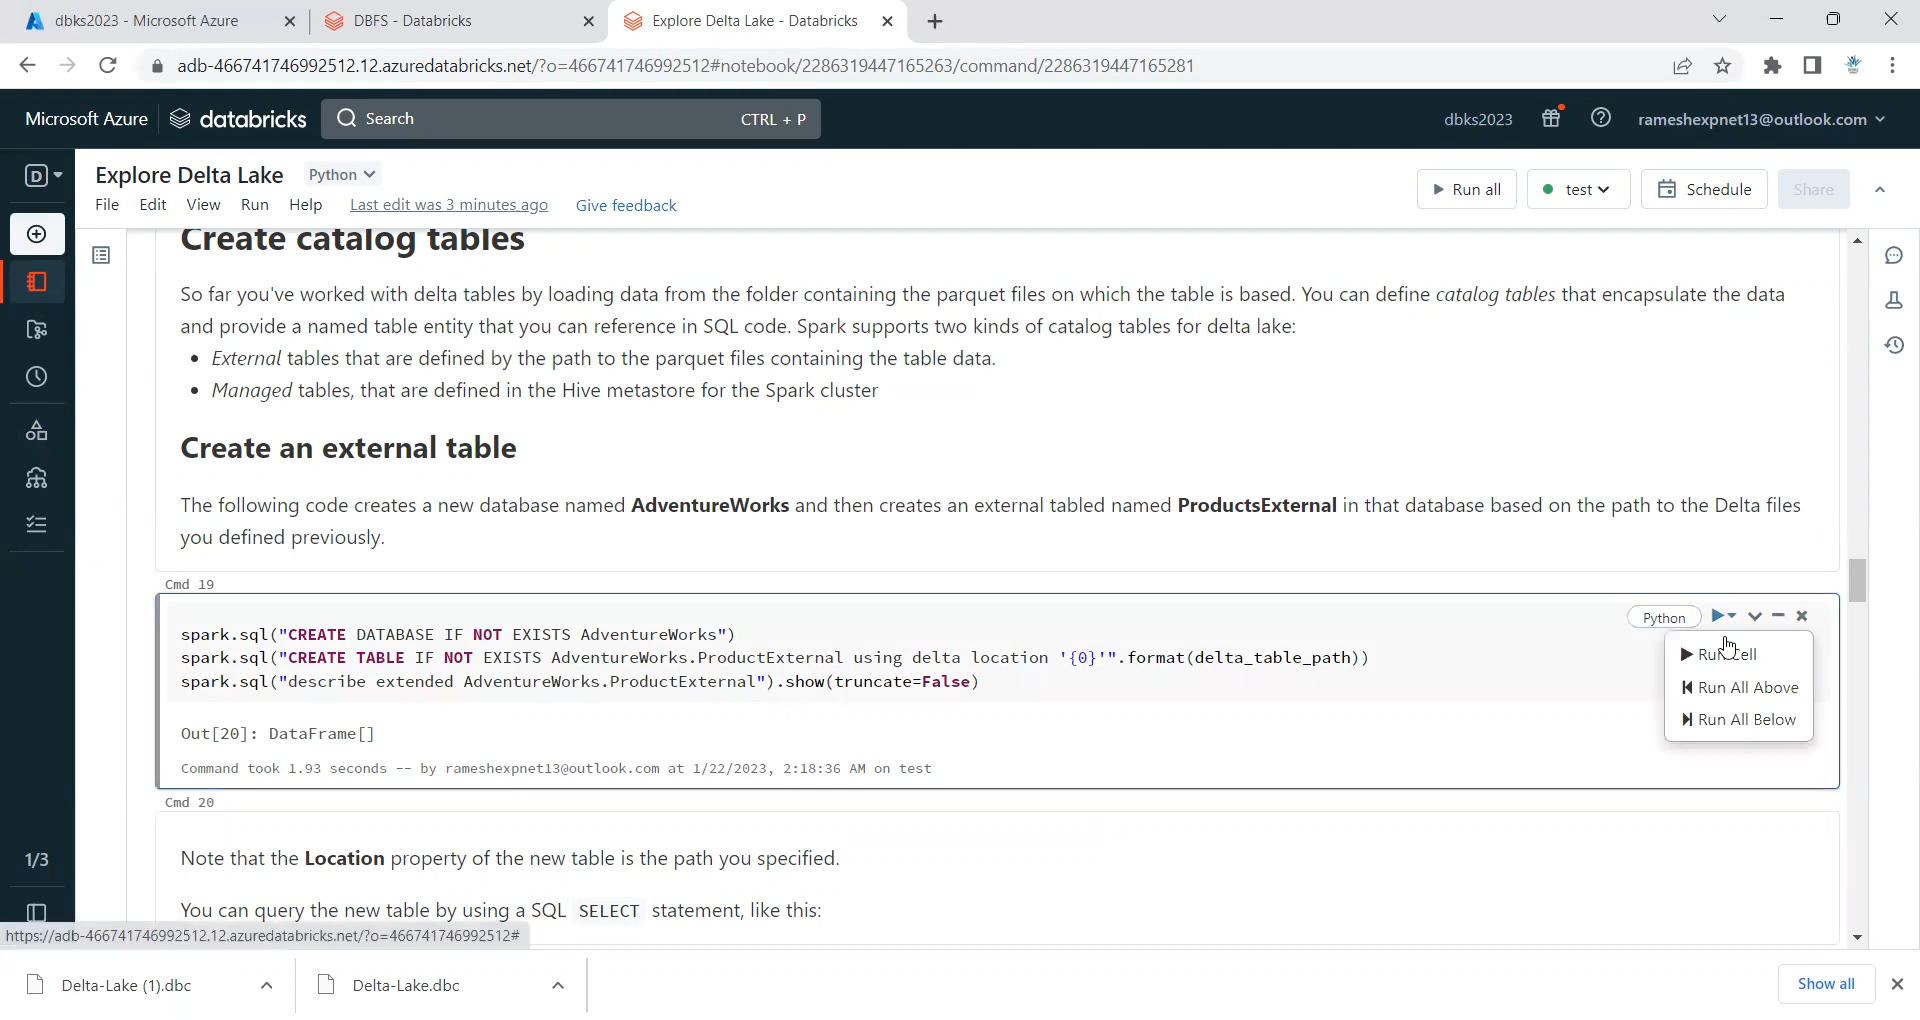 dbks2023 - Microsoft Azure
DBFS - Databricks
Explore Delta Lake - Databricks
adb-466741746992512.12.azuredatabricks.net/?o=466741746992512#notebook/2286319447165263/command/2286319447165281
Microsoft Azure
databricks
Search
CTRL + P
dbks2023
rameshexpnet13@outlook.com
D
Explore Delta Lake
Python
File Edit View Run Help Last edit was 3 minutes ago Give feedback
Run all
test
Schedule
Share
Create catalog tables
So far you've worked with delta tables by loading data from the folder containing the parquet files on which the table is based. You can define catalog tables that encapsulate the data
and provide a named table entity that you can reference in SQL code. Spark supports two kinds of catalog tables for delta lake:
• External tables that are defined by the path to the parquet files containing the table data.
• Managed tables, that are defined in the Hive metastore for the Spark cluster
Create an external table
The following code creates a new database named AdventureWorks and then creates an external tabled named ProductsExternal in that database based on the path to the Delta files
you defined previously.
Cmd 19
Python
spark.sql("CREATE DATABASE IF NOT EXISTS AdventureWorks")
spark.sql("CREATE TABLE IF NOT EXISTS AdventureWorks.ProductExternal using delta location '{0}'".format(delta_table_path))
spark.sql("describe extended AdventureWorks.ProductExternal").show(truncate=False)
Run Cell
Run All Above
Run All Below
Out[20]: DataFrame[]
Command took 1.93 seconds -- by rameshexpnet13@outlook.com at 1/22/2023, 2:18:36 AM on test
Cmd 20
Note that the Location property of the new table is the path you specified.
You can query the new table by using a SQL SELECT statement, like this:
1/3
https://adb-466741746992512.12.azuredatabricks.net/?o=466741746992512#
Delta-Lake (1).dbc
Delta-Lake.dbc
Show all